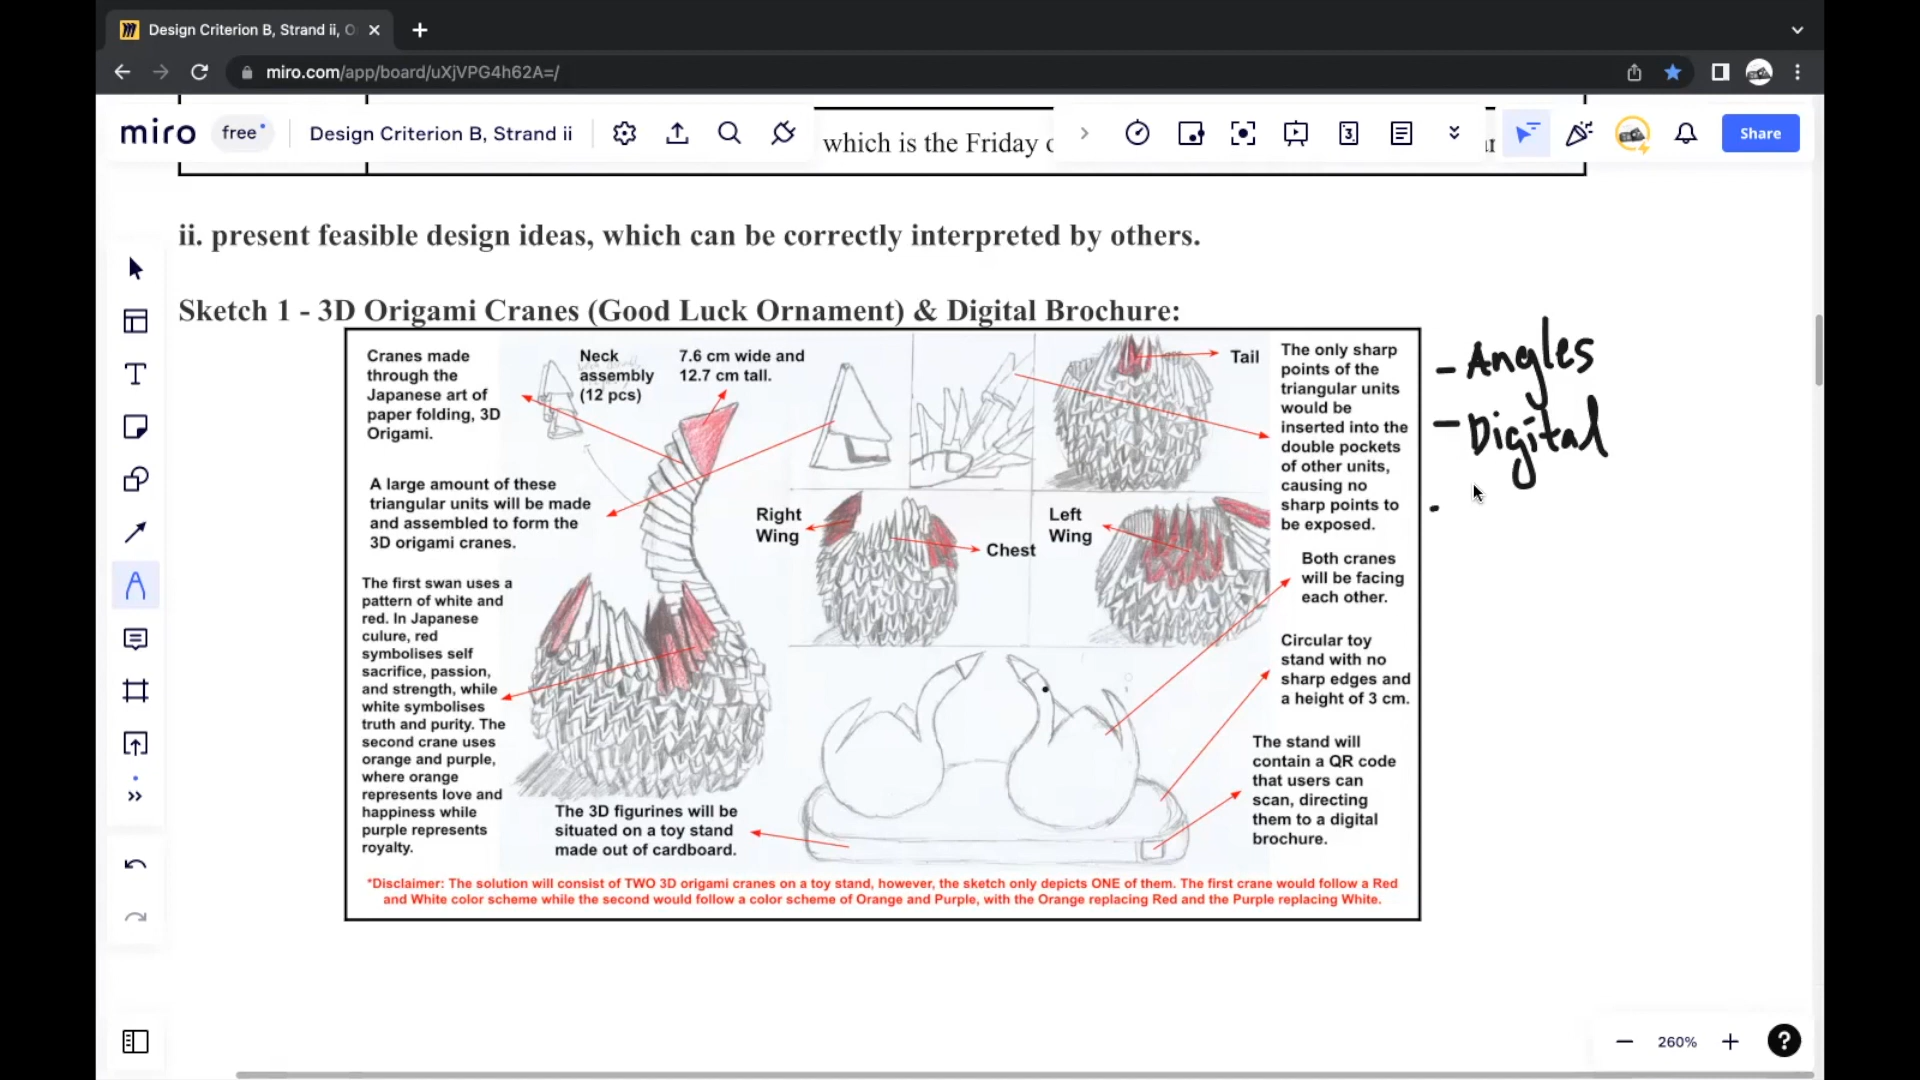 Design Criterion B, Strand ii, O
miro.com/app/board/uXjVPG4h62A=/
miro
free
Design Criterion B, Strand ii
which is the Friday
3
Share
ii. present feasible design ideas, which can be correctly interpreted by others.
Sketch 1 - 3D Origami Cranes (Good Luck Ornament) & Digital Brochure:
Cranes made
through the
Japanese art of
paper folding, 3D
Origami.
Neck
assembly
(12 pcs)
7.6 cm wide and
12.7 cm tall.
Tail
The only sharp
points of the
triangular units
would be
inserted into the
double pockets
of other units,
causing no
sharp points to
be exposed.
- Angles
- Digital
A large amount of these
triangular units will be made
and assembled to form the
3D origami cranes.
Right
Wing
Chest
Left
Wing
Both cranes
will be facing
each other.
The first swan uses a
pattern of white and
red. In Japanese
culure, red
symbolises self
sacrifice, passion,
and strength, while
white symbolises
truth and purity. The
second crane uses
orange and purple,
where orange
represents love and
happiness while
purple represents
royalty.
Circular toy
stand with no
sharp edges and
a height of 3 cm.
The stand will
contain a QR code
that users can
scan, directing
them to a digital
brochure.
The 3D figurines will be
situated on a toy stand
made out of cardboard.
*Disclaimer: The solution will consist of TWO 3D origami cranes on a toy stand, however, the sketch only depicts ONE of them. The first crane would follow a Red
and White color scheme while the second would follow a color scheme of Orange and Purple, with the Orange replacing Red and the Purple replacing White.
260%
?